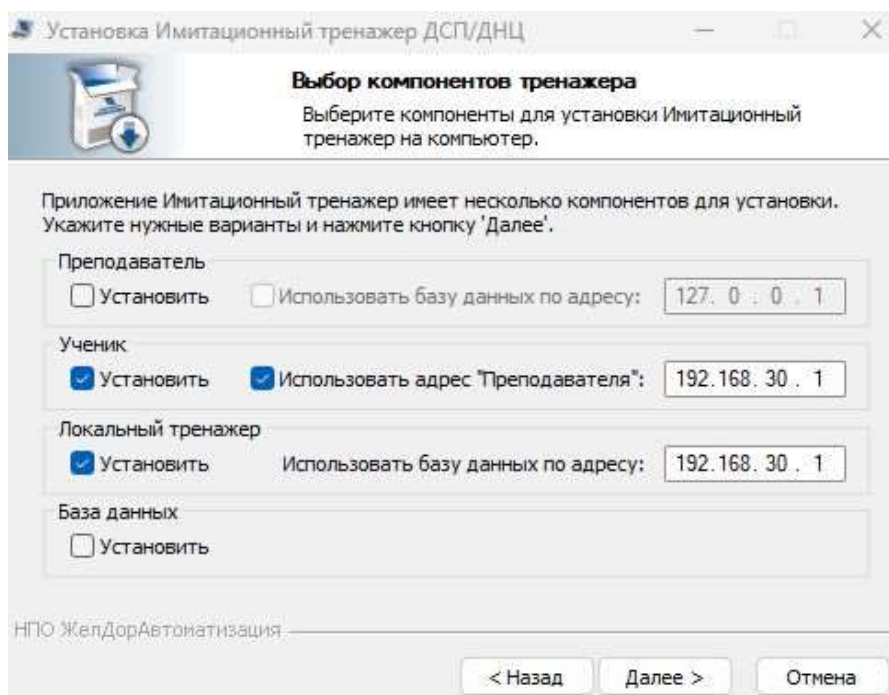 Установка Имитационный тренажер ДСП/ДНЦ
Выбор компонентов тренажера
Выберите компоненты для установки Имитационный
тренажер на компьютер.
Приложение Имитационный тренажер имеет несколько компонентов для установки.
Укажите нужные варианты и нажмите кнопку 'Далее'.
Преподаватель
Установить Использовать базу данных по адресу: 127. 0 . 0 . 1
Ученик
Установить Использовать адрес "Преподавателя": 192.168. 30 . 1
Локальный тренажер
Установить Использовать базу данных по адресу: 192.168. 30 . 1
База данных
Установить
НПО ЖелДорАвтоматизация
< Назад Далее > Отмена